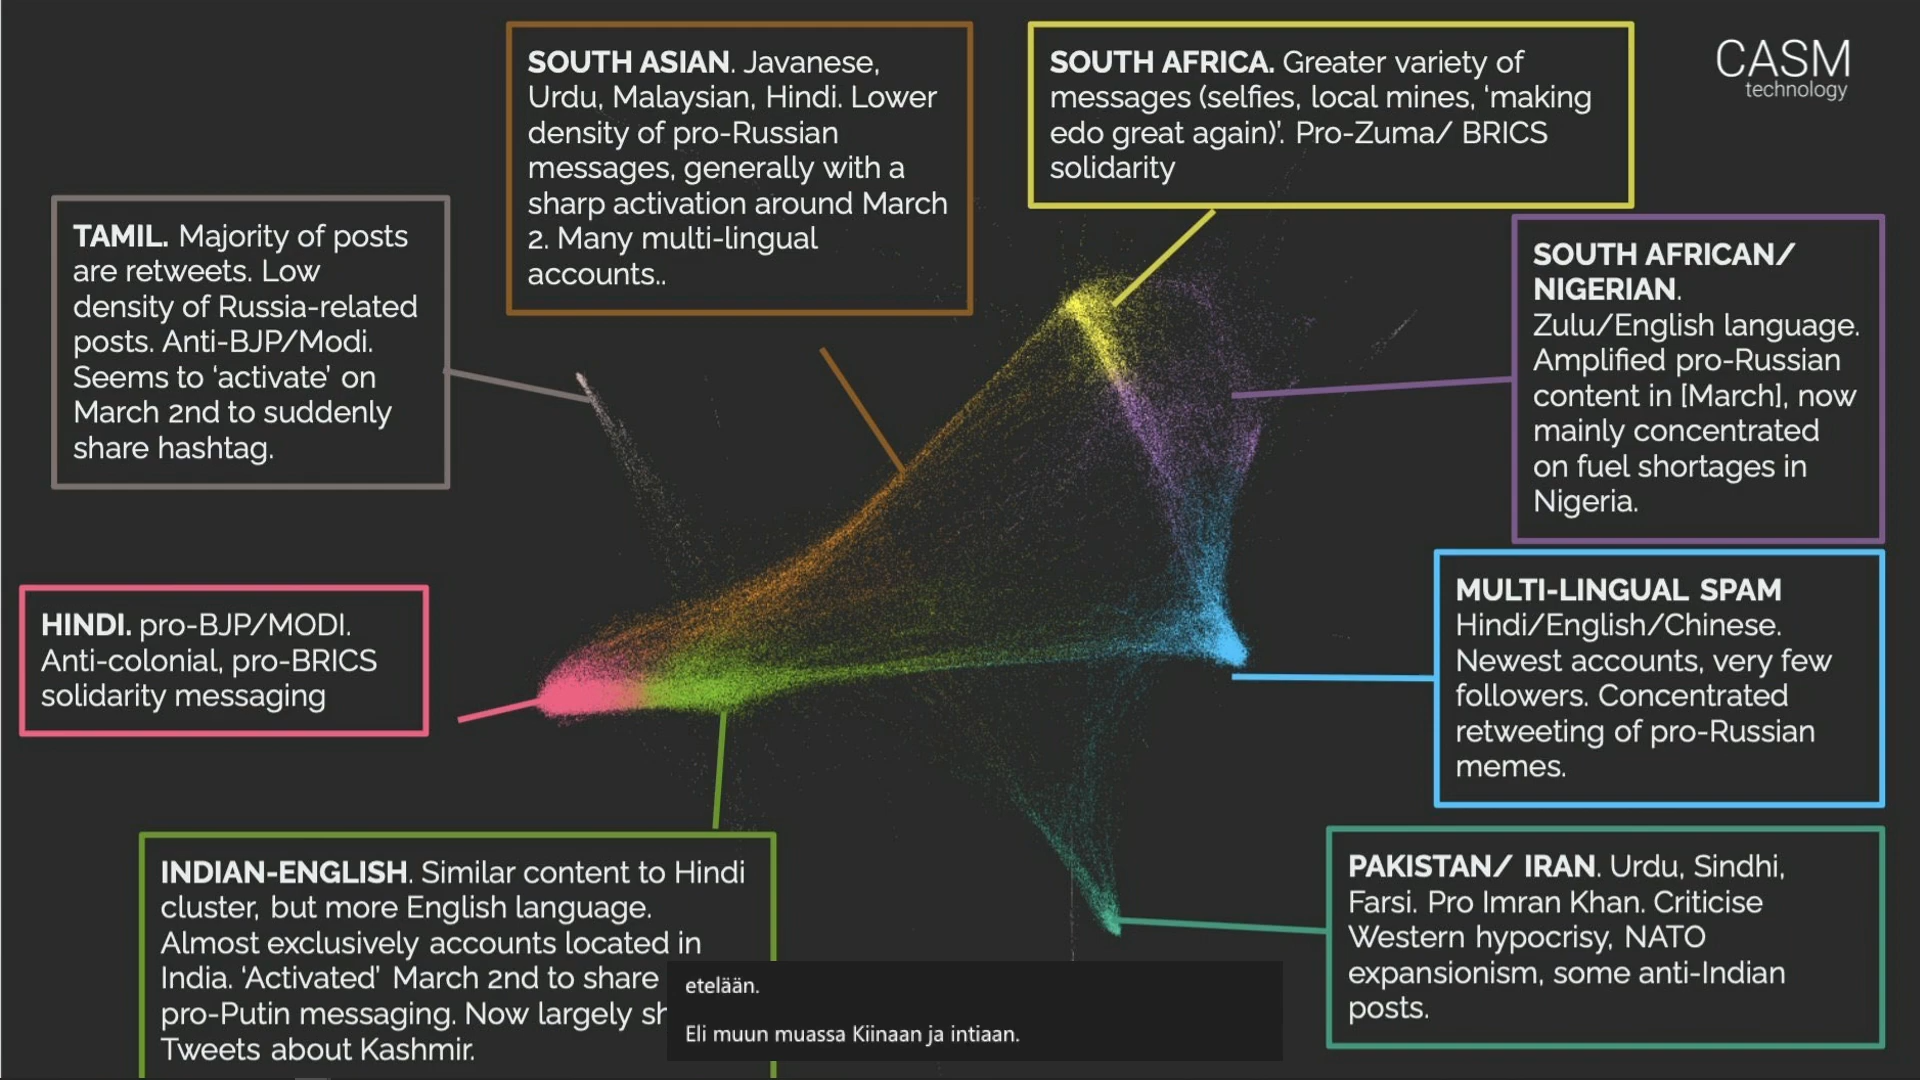 SOUTH ASIAN. Javanese,
Urdu, Malaysian, Hindi. Lower
density of pro-Russian
messages, generally with a
sharp activation around March
2. Many multi-lingual
accounts..
SOUTH AFRICA. Greater variety of
messages (selfies, local mines, ‘making
edo great again)’. Pro-Zuma/ BRICS
solidarity
CASM
technology
TAMIL. Majority of posts
are retweets. Low
density of Russia-related
posts. Anti-BJP/Modi.
Seems to ‘activate’ on
March 2nd to suddenly
share hashtag.
SOUTH AFRICAN/
NIGERIAN.
Zulu/English language.
Amplified pro-Russian
content in [March], now
mainly concentrated
on fuel shortages in
Nigeria.
HINDI. pro-BJP/MODI.
Anti-colonial, pro-BRICS
solidarity messaging
MULTI-LINGUAL SPAM
Hindi/English/Chinese.
Newest accounts, very few
followers. Concentrated
retweeting of pro-Russian
memes.
INDIAN-ENGLISH. Similar content to Hindi
cluster, but more English language.
Almost exclusively accounts located in
India. ‘Activated’ March 2nd to share
pro-Putin messaging. Now largely
Tweets about Kashmir.
PAKISTAN/ IRAN. Urdu, Sindhi,
Farsi. Pro Imran Khan. Criticise
Western hypocrisy, NATO
expansionism, some anti-Indian
posts.
etelään.
Eli muun muassa Kiinaan ja intiaan.